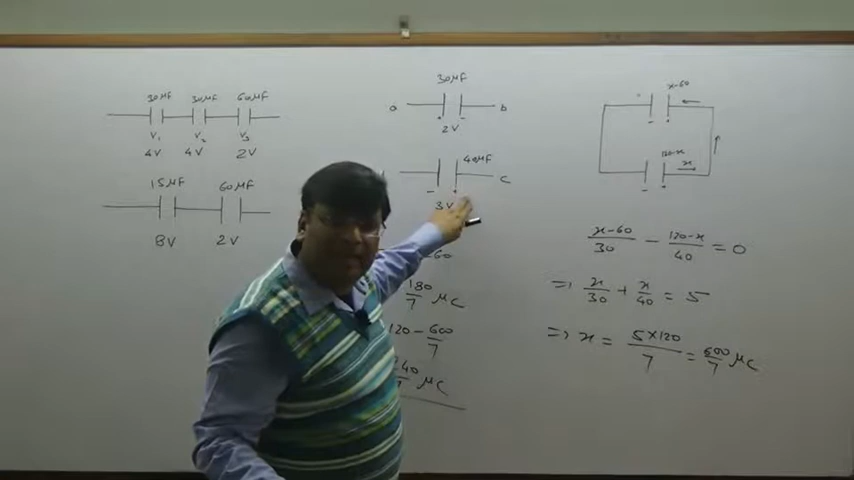 30μF 30μF 60μF
V₁ V₂ V₃
4V 4V 2V
15μF 60μF
8V 2V
30μF
a b
+ -
2V
40μF
c
- +
3V
60
180/7 μC
120 - 600/7
40/7 μC
x-60
- +
120-x
x
- +
(x-60)/30 - (120-x)/40 = 0
=> x/30 + x/40 = 5
=> x = (5×120)/7 = 600/7 μC